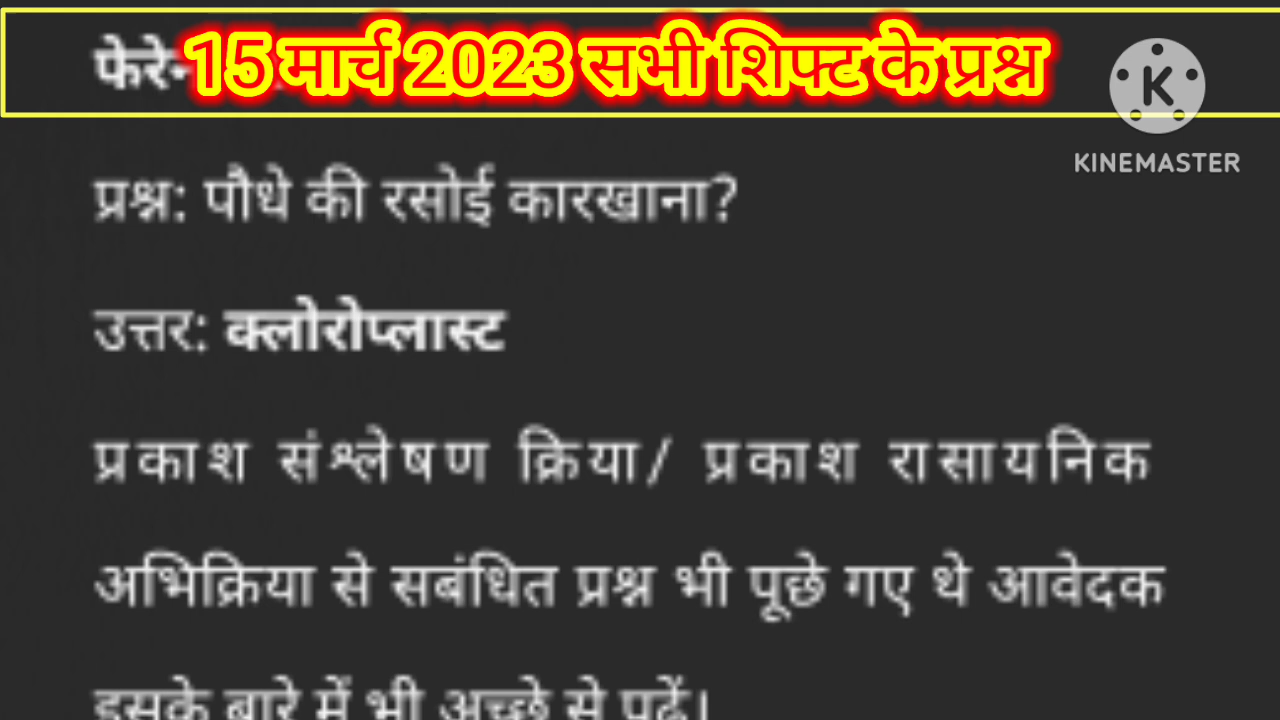 15 मार्च 2023 सभी शिफ्ट के प्रश्न
KINEMASTER
प्रश्न: पौधे की रसोई कारखाना?
उत्तर: क्लोरोप्लास्ट
प्रकाश संश्लेषण क्रिया/ प्रकाश रासायनिक
अभिक्रिया से सबंधित प्रश्न भी पूछे गए थे आवेदक
इसके बारे में भी अच्छे से पढ़ें।